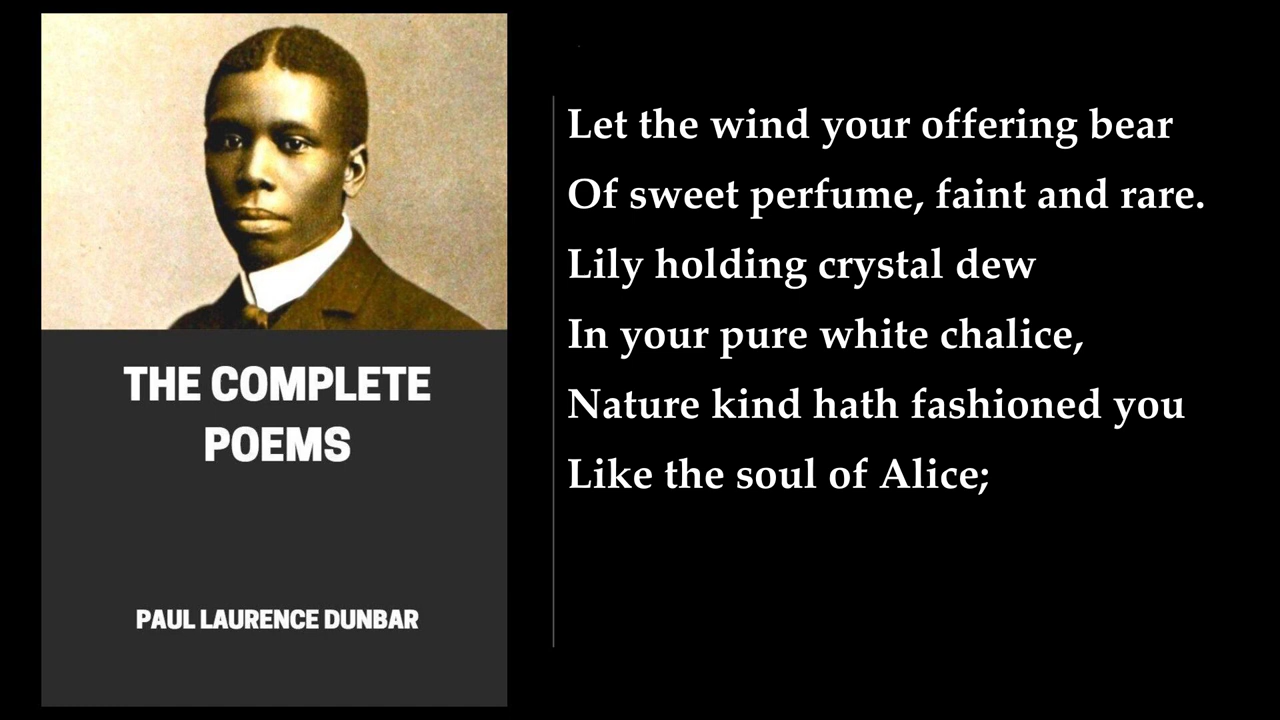 THE COMPLETE
POEMS
PAUL LAURENCE DUNBAR
Let the wind your offering bear
Of sweet perfume, faint and rare.
Lily holding crystal dew
In your pure white chalice,
Nature kind hath fashioned you
Like the soul of Alice;